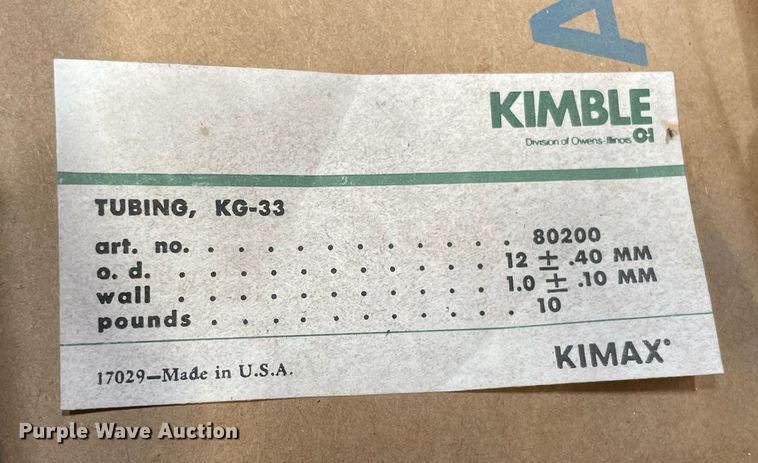 A
KIMBLE
Division of Owens-Illinois O-I
TUBING, KG-33
art. no. . . . . . . . . . . . 80200
o. d. . . . . . . . . . . . . 12 ± .40 MM
wall . . . . . . . . . . . . 1.0 ± .10 MM
pounds . . . . . . . . . . . 10
17029—Made in U.S.A.
KIMAX®
Purple Wave Auction